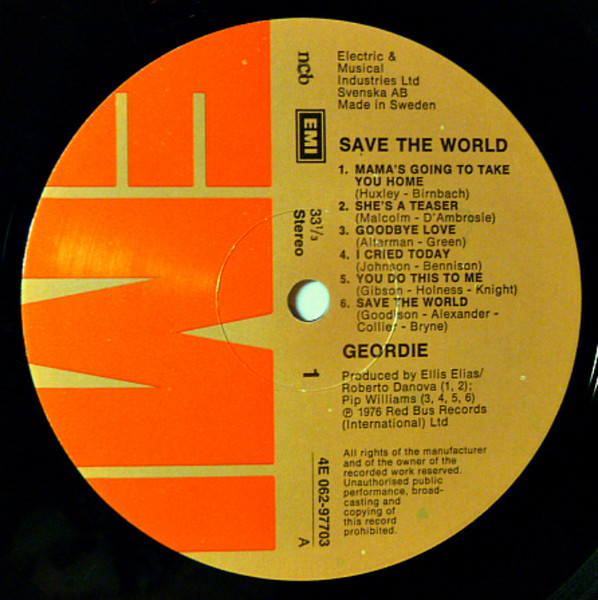 Electric &
Musical
Industries Ltd
Svenska AB
Made in Sweden
ncb
EMI
SAVE THE WORLD
1. MAMA'S GOING TO TAKE
YOU HOME
(Huxley - Birnbach)
2. SHE'S A TEASER
(Malcolm - D'Ambrosie)
3. GOODBYE LOVE
(Altarman - Green)
4. I CRIED TODAY
(Johnson - Bennison)
5. YOU DO THIS TO ME
(Gibson - Holness - Knight)
6. SAVE THE WORLD
(Goodison - Alexander -
Collier - Bryne)
33⅓
Stereo
GEORDIE
1
Produced by Ellis Elias/
Roberto Danova (1, 2);
Pip Williams (3, 4, 5, 6)
℗ 1976 Red Bus Records
(International) Ltd
All rights of the manufacturer
and of the owner of the
recorded work reserved.
Unauthorised public
performance, broad-
casting and
copying of
this record
prohibited.
4E 062-97703
A
EMI